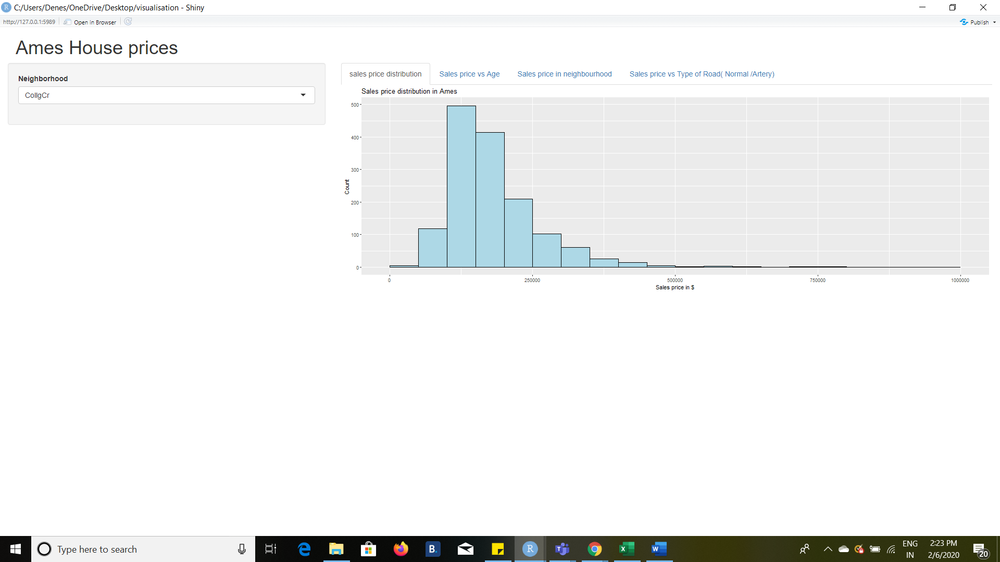 C:/Users/Denes/OneDrive/Desktop/visualisation - Shiny
http://127.0.0.1:5989 Open in Browser Publish
Ames House prices
Neighborhood
CollgCr
sales price distribution Sales price vs Age Sales price in neighbourhood Sales price vs Type of Road( Normal /Artery)
Sales price distribution in Ames
500
400
300
200
100
0
Count
0 250000 500000 750000 1000000
Sales price in $
Type here to search
ENG
IN
2:23 PM
2/6/2020
20